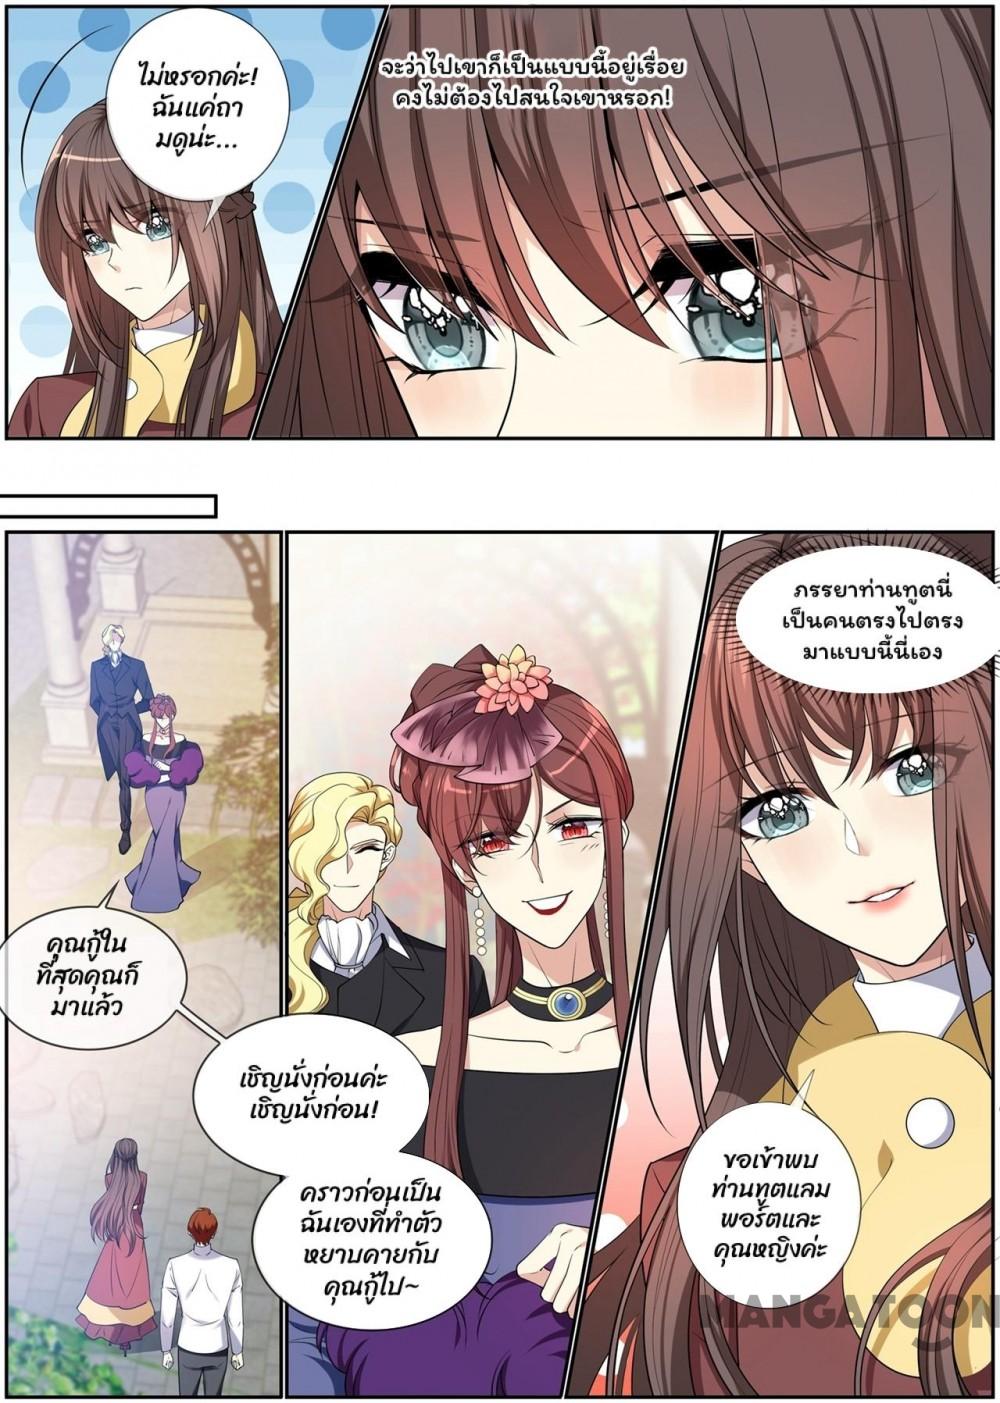 ไม่หรอกค่ะ!
ฉันแค่ถา
มดูน่ะ...
จะว่าไปเขาก็เป็นแบบนี้อยู่เรื่อย
คงไม่ต้องไปสนใจเขาหรอก!
คุณกู้ใน
ที่สุดคุณก็
มาแล้ว
เชิญนั่งก่อนค่ะ
เชิญนั่งก่อน!
คราวก่อนเป็น
ฉันเองที่ทำตัว
หยาบคายกับ
คุณกู้ไป~
ภรรยาท่านทูตนี่
เป็นคนตรงไปตรง
มาแบบนี้นี่เอง
ขอเข้าพบ
ท่านทูตแลม
พอร์ตและ
คุณหญิงค่ะ
MANGATOON